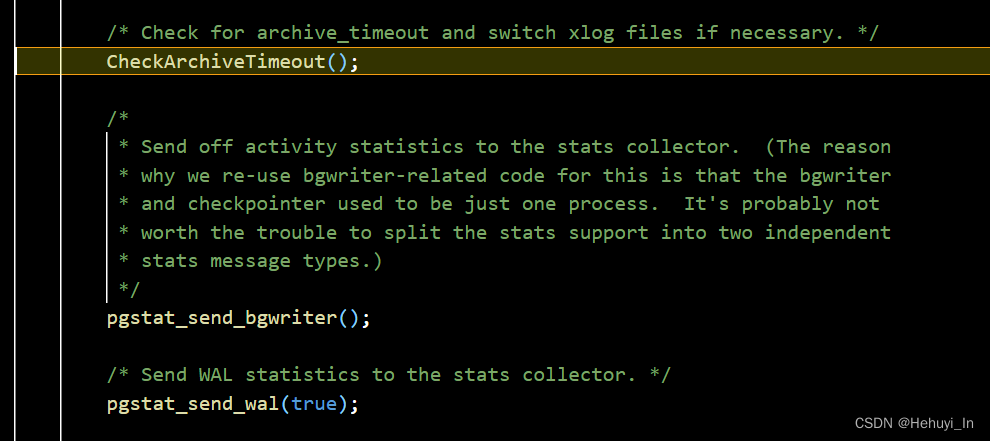 /* Check for archive_timeout and switch xlog files if necessary. */
CheckArchiveTimeout();
/*
* Send off activity statistics to the stats collector.  (The reason
* why we re-use bgwriter-related code for this is that the bgwriter
* and checkpointer used to be just one process.  It's probably not
* worth the trouble to split the stats support into two independent
* stats message types.)
*/
pgstat_send_bgwriter();
/* Send WAL statistics to the stats collector. */
pgstat_send_wal(true);
CSDN @Hehuyi_In